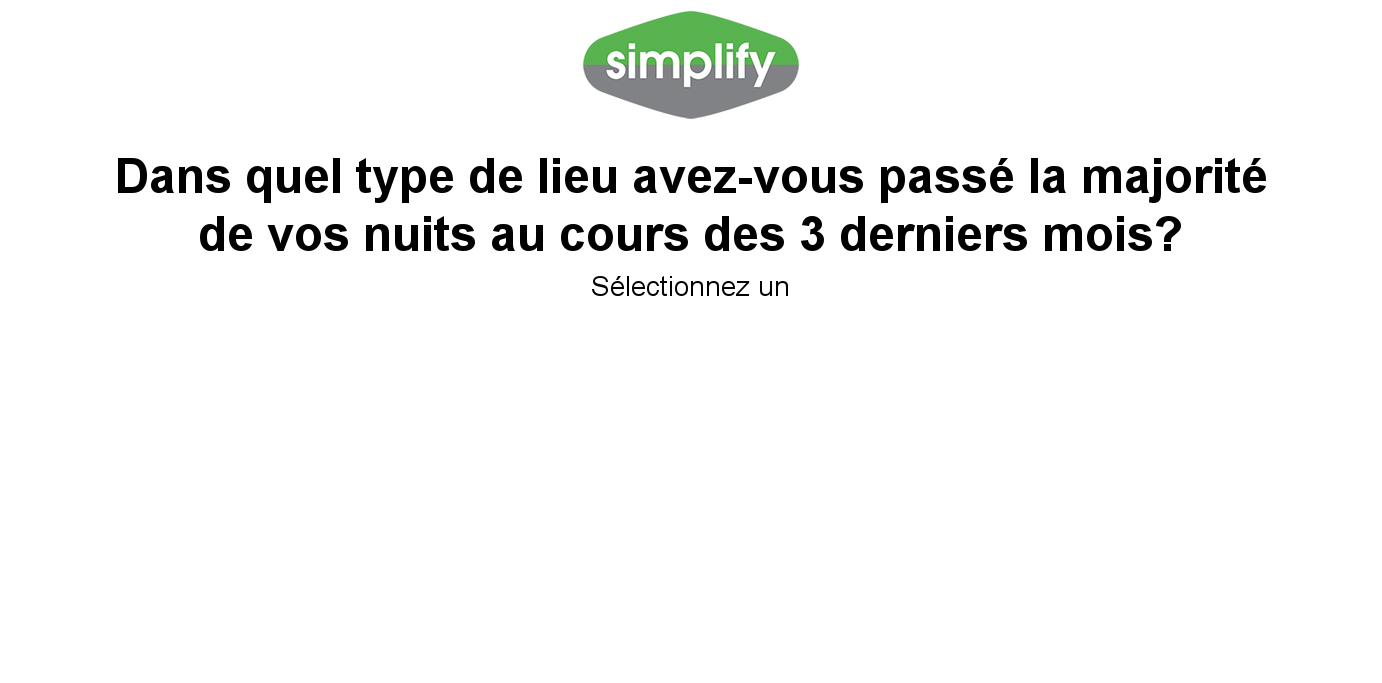 simplify
Dans quel type de lieu avez-vous passé la majorité
de vos nuits au cours des 3 derniers mois?
Sélectionnez un